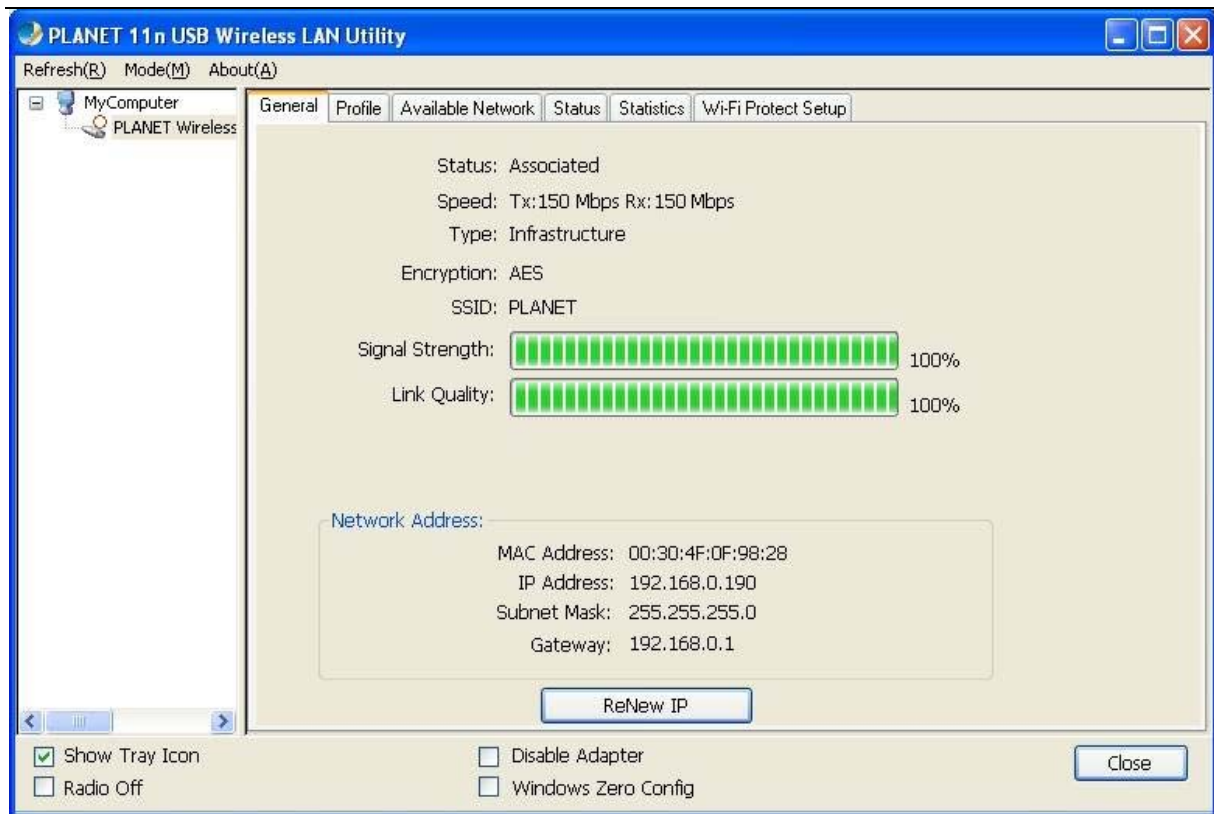 PLANET 11n USB Wireless LAN Utility
Refresh(R) Mode(M) About(A)
MyComputer
PLANET Wireless
General Profile Available Network Status Statistics Wi-Fi Protect Setup
Status: Associated
Speed: Tx:150 Mbps Rx:150 Mbps
Type: Infrastructure
Encryption: AES
SSID: PLANET
Signal Strength: 100%
Link Quality: 100%
Network Address:
MAC Address: 00:30:4F:0F:98:28
IP Address: 192.168.0.190
Subnet Mask: 255.255.255.0
Gateway: 192.168.0.1
ReNew IP
Show Tray Icon Disable Adapter Close
Radio Off Windows Zero Config